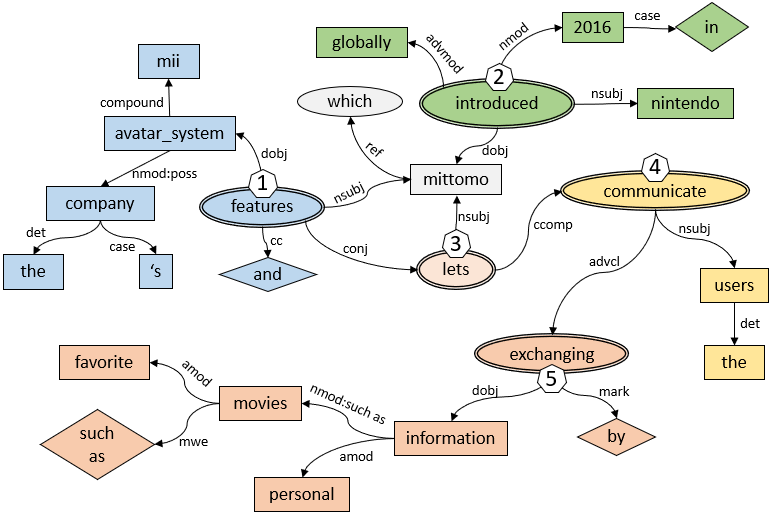 2016
case
in
globally
advmod
nmod
mii
2
introduced
nsubj
nintendo
compound
which
avatar_system
dobj
ref
dobj
nmod:poss
1
features
nsubj
mittomo
4
communicate
company
nsubj
ccomp
det
case
cc
conj
3
lets
nsubj
the
‘s
and
advcl
users
det
exchanging
the
favorite
amod
5
movies
nmod:such as
dobj
mark
such
as
mwe
information
by
amod
personal